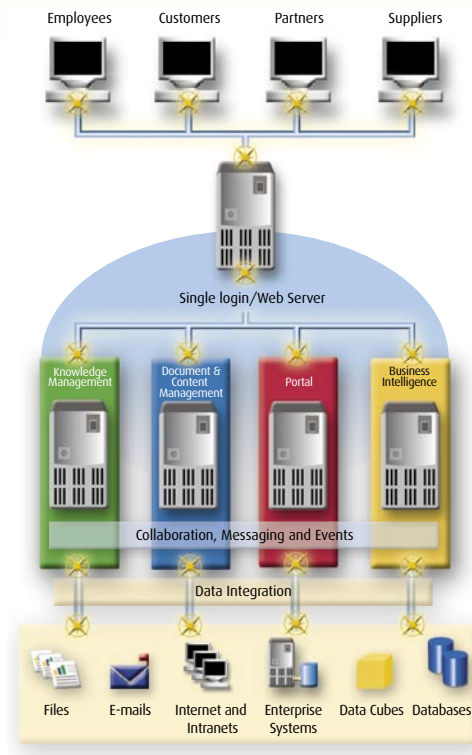 Employees Customers Partners Suppliers
Single login/Web Server
Knowledge
Management
Document &
Content
Management
Portal
Business
Intelligence
Collaboration, Messaging and Events
Data Integration
Files
E-mails
Internet and
Intranets
Enterprise
Systems
Data Cubes
Databases